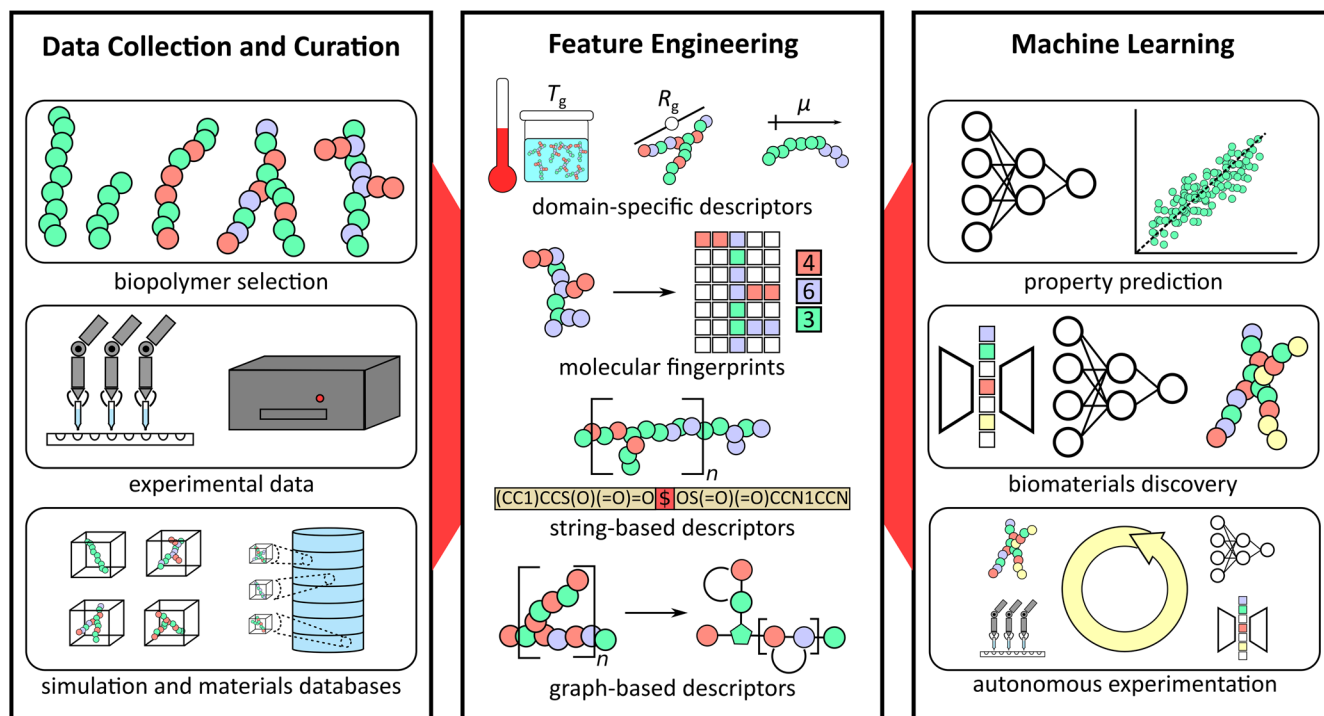 Data Collection and Curation
biopolymer selection
experimental data
simulation and materials databases
Feature Engineering
Tg
Rg
μ
domain-specific descriptors
4
6
3
molecular fingerprints
n
(CC1)CCS(O)(=O)=O$OS(=O)(=O)CCN1CCN
string-based descriptors
n
graph-based descriptors
Machine Learning
property prediction
biomaterials discovery
autonomous experimentation